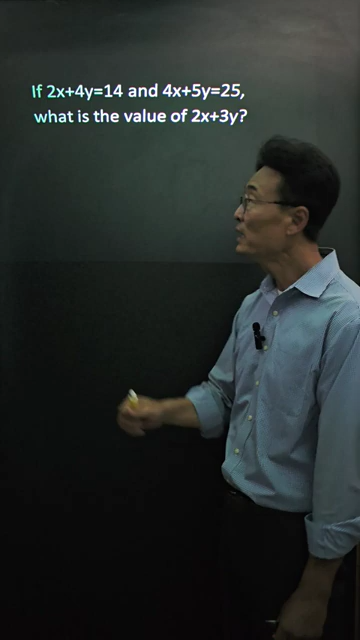 If 2x+4y=14 and 4x+5y=25,
what is the value of 2x+3y?